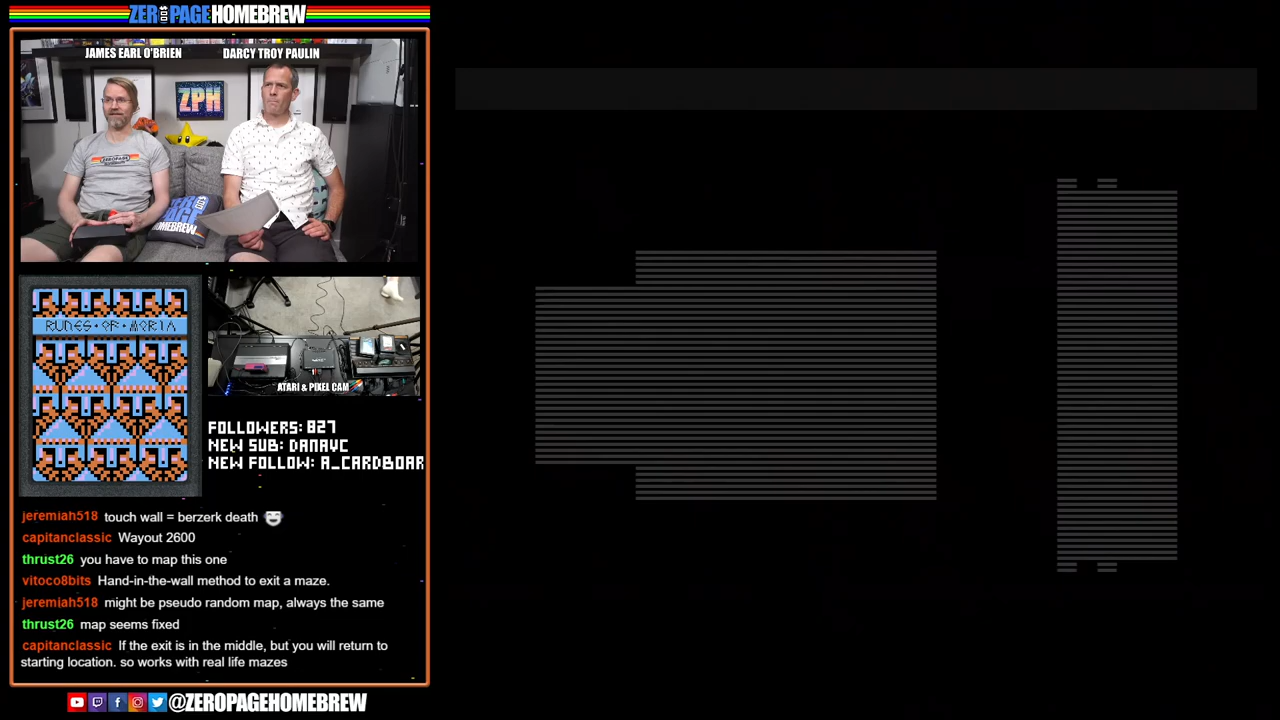 ZERO PAGE HOMEBREW
JAMES EARL O'BRIEN
DARCY TROY PAULIN
ZPH
ZEROPAGE
RUNES·OF·MORIA
ATARI & PIXEL CAM
FOLLOWERS: 827
NEW SUB: DANAYC
NEW FOLLOW: A_CARDBOAR
jeremiah518 touch wall = berzerk death
capitanclassic Wayout 2600
thrust26 you have to map this one
vitoco8bits Hand-in-the-wall method to exit a maze.
jeremiah518 might be pseudo random map, always the same
thrust26 map seems fixed
capitanclassic If the exit is in the middle, but you will return to
starting location. so works with real life mazes
@ZEROPAGEHOMEBREW